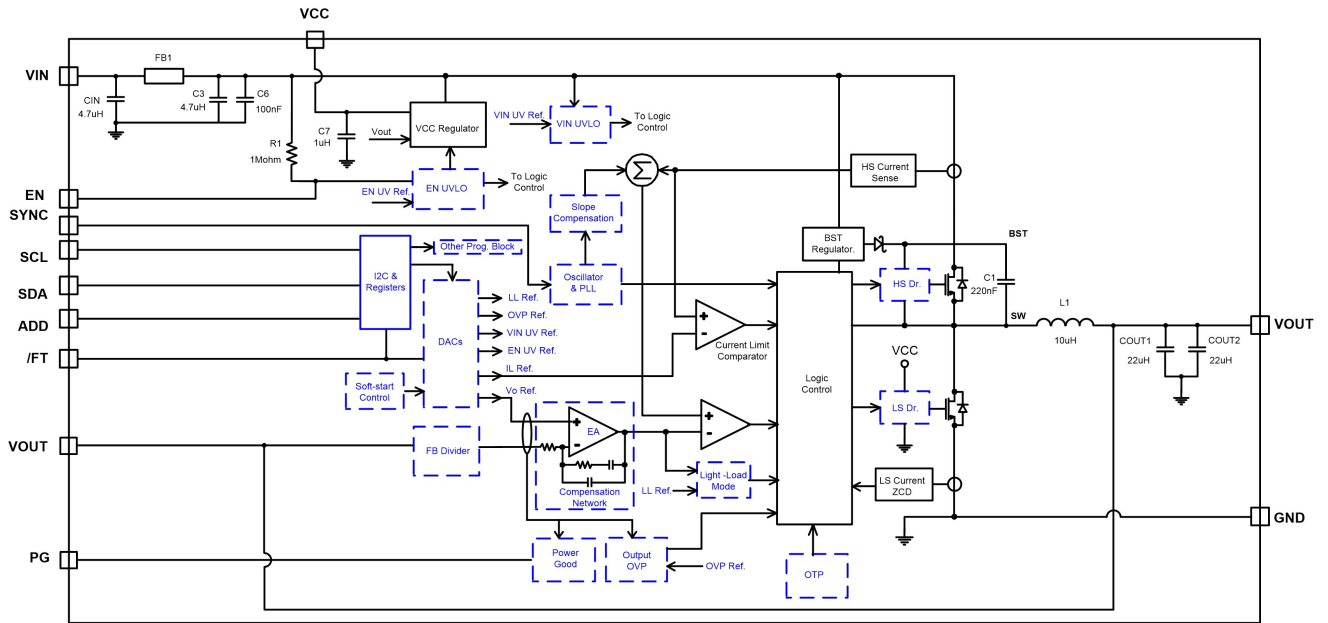 VCC
VIN
FB1
CIN
4.7uH
C3
4.7uH
C6
100nF
R1
1Mohm
C7
1uH
Vout
VCC Regulator
VIN UV Ref.
VIN UVLO
To Logic
Control
EN UV Ref.
EN UVLO
To Logic
Control
HS Current
Sense
Σ
EN
SYNC
SCL
SDA
ADD
/FT
I2C &
Registers
Other Prog. Block
Slope
Compensation
Oscillator
& PLL
BST
Regulator.
BST
HS Dr.
C1
220nF
SW
L1
10uH
VOUT
COUT1
22uH
COUT2
22uH
DACs
LL Ref.
OVP Ref.
VIN UV Ref.
EN UV Ref.
IL Ref.
Vo Ref.
+
-
Current Limit
Comparator
Logic
Control
VCC
LS Dr.
Soft-start
Control
VOUT
FB Divider
+
EA
-
Compensation
Network
+
-
LL Ref.
Light -Load
Mode
LS Current
ZCD
GND
PG
Power
Good
Output
OVP
OVP Ref.
OTP